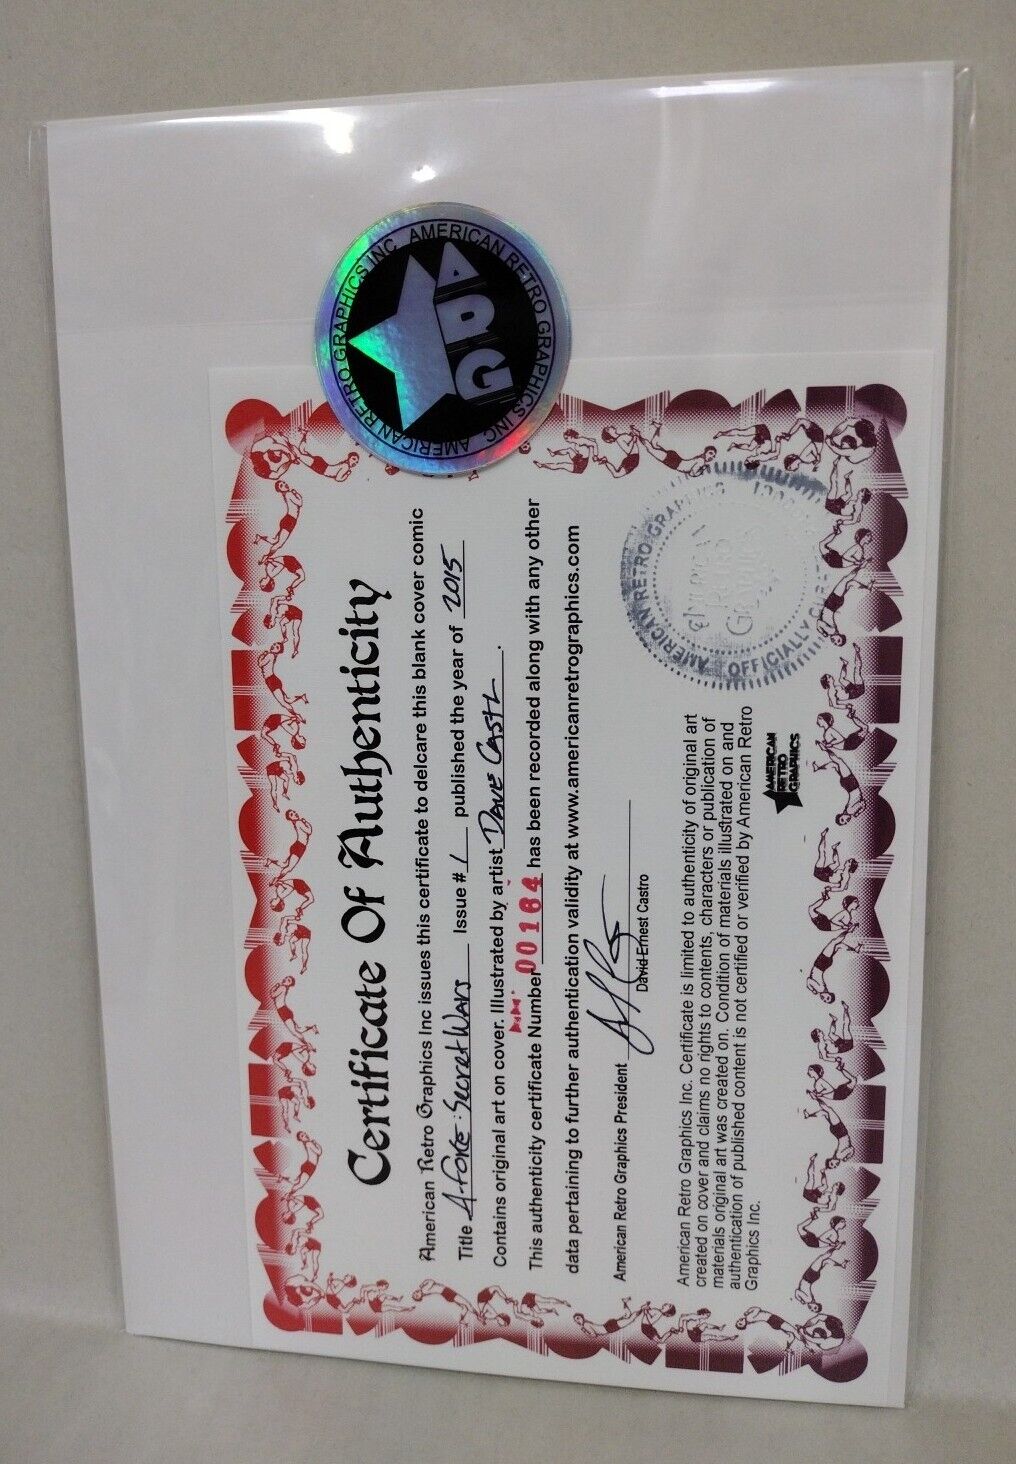 AMERICAN RETRO GRAPHICS INC AMERICAN RETRO GRAPHICS INC
ARG
Certificate Of Authenticity
American Retro Graphics Inc issues this certificate to delcare this blank cover comic
Title A-Force: Secret Wars Issue # 1 published the year of 2015
Contains original art on cover. Illustrated by artist Dave Castr.
This authenticity certificate Number 00164 has been recorded along with any other
data pertaining to further authentication validity at www.americanretrographics.com
American Retro Graphics President
David Ernest Castro
American Retro Graphics Inc. Certificate is limited to authenticity of original art
created on cover and claims no rights to contents, characters or publication of
materials original art was created on. Condition of materials illustrated on and
authentication of published content is not certified or verified by American Retro
Graphics Inc.
AMERICAN
RETRO
GRAPHICS
AMERICAN RETRO GRAPHICS
OFFICIALLY